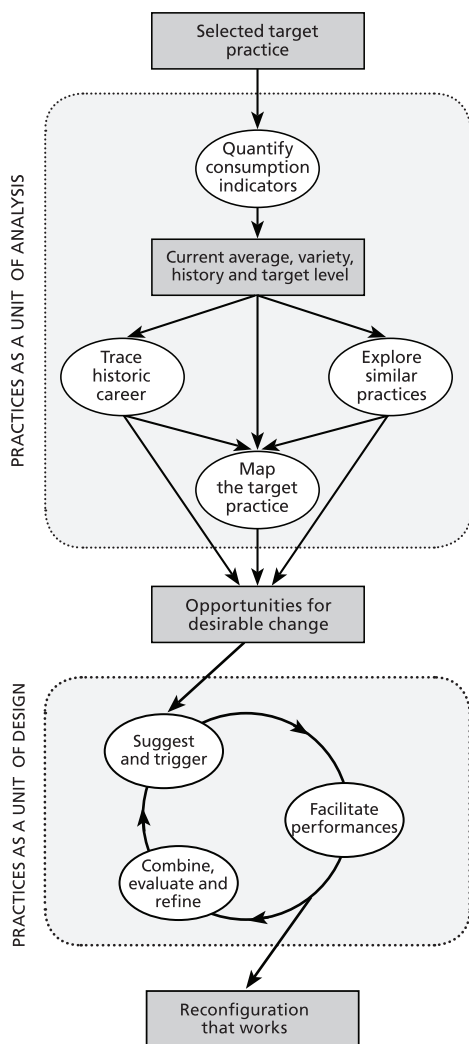 Selected target
practice
PRACTICES AS A UNIT OF ANALYSIS
Quantify
consumption
indicators
Current average, variety,
history and target level
Trace
historic
career
Explore
similar
practices
Map
the target
practice
Opportunities for
desirable change
PRACTICES AS A UNIT OF DESIGN
Suggest
and trigger
Facilitate
performances
Combine,
evaluate and
refine
Reconfiguration
that works